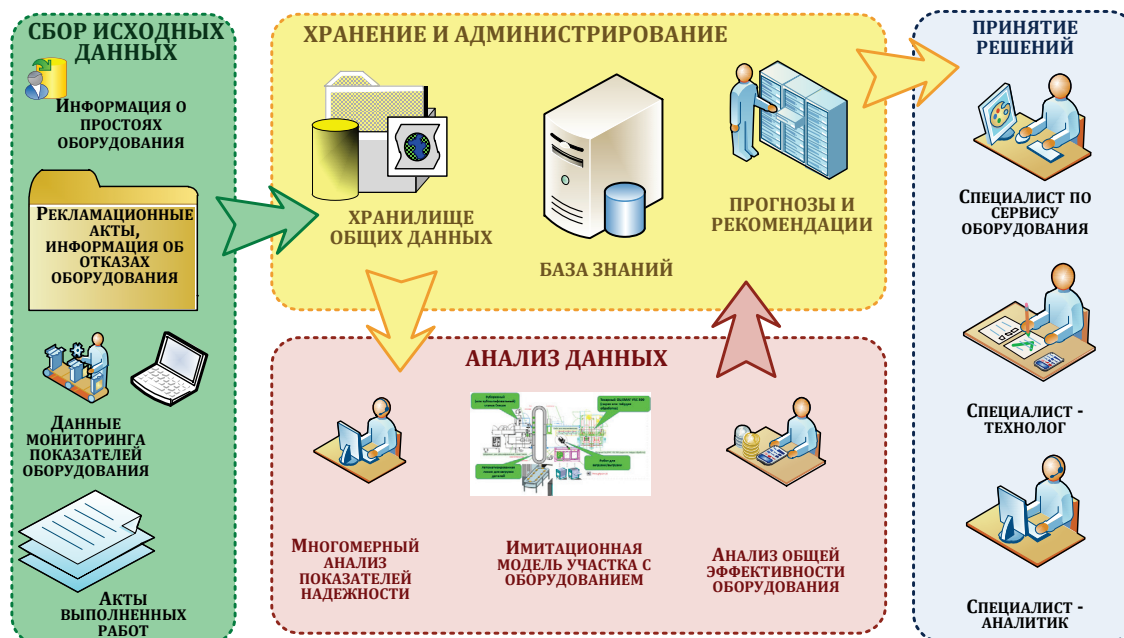 СБОР ИСХОДНЫХ
ДАННЫХ
ИНФОРМАЦИЯ О
ПРОСТОЯХ
ОБОРУДОВАНИЯ
РЕКЛАМАЦИОННЫЕ
АКТЫ,
ИНФОРМАЦИЯ ОБ
ОТКАЗАХ
ОБОРУДОВАНИЯ
ДАННЫЕ
МОНИТОРИНГА
ПОКАЗАТЕЛЕЙ
ОБОРУДОВАНИЯ
АКТЫ
ВЫПОЛНЕННЫХ
РАБОТ
ХРАНЕНИЕ И АДМИНИСТРИРОВАНИЕ
ХРАНИЛИЩЕ
ОБЩИХ ДАННЫХ
БАЗА ЗНАНИЙ
ПРОГНОЗЫ И
РЕКОМЕНДАЦИИ
АНАЛИЗ ДАННЫХ
МНОГОМЕРНЫЙ
АНАЛИЗ
ПОКАЗАТЕЛЕЙ
НАДЕЖНОСТИ
ИМИТАЦИОННАЯ
МОДЕЛЬ УЧАСТКА С
ОБОРУДОВАНИЕМ
АНАЛИЗ ОБЩЕЙ
ЭФФЕКТИВНОСТИ
ОБОРУДОВАНИЯ
ПРИНЯТИЕ
РЕШЕНИЙ
СПЕЦИАЛИСТ ПО
СЕРВИСУ
ОБОРУДОВАНИЯ
СПЕЦИАЛИСТ -
ТЕХНОЛОГ
СПЕЦИАЛИСТ -
АНАЛИТИК